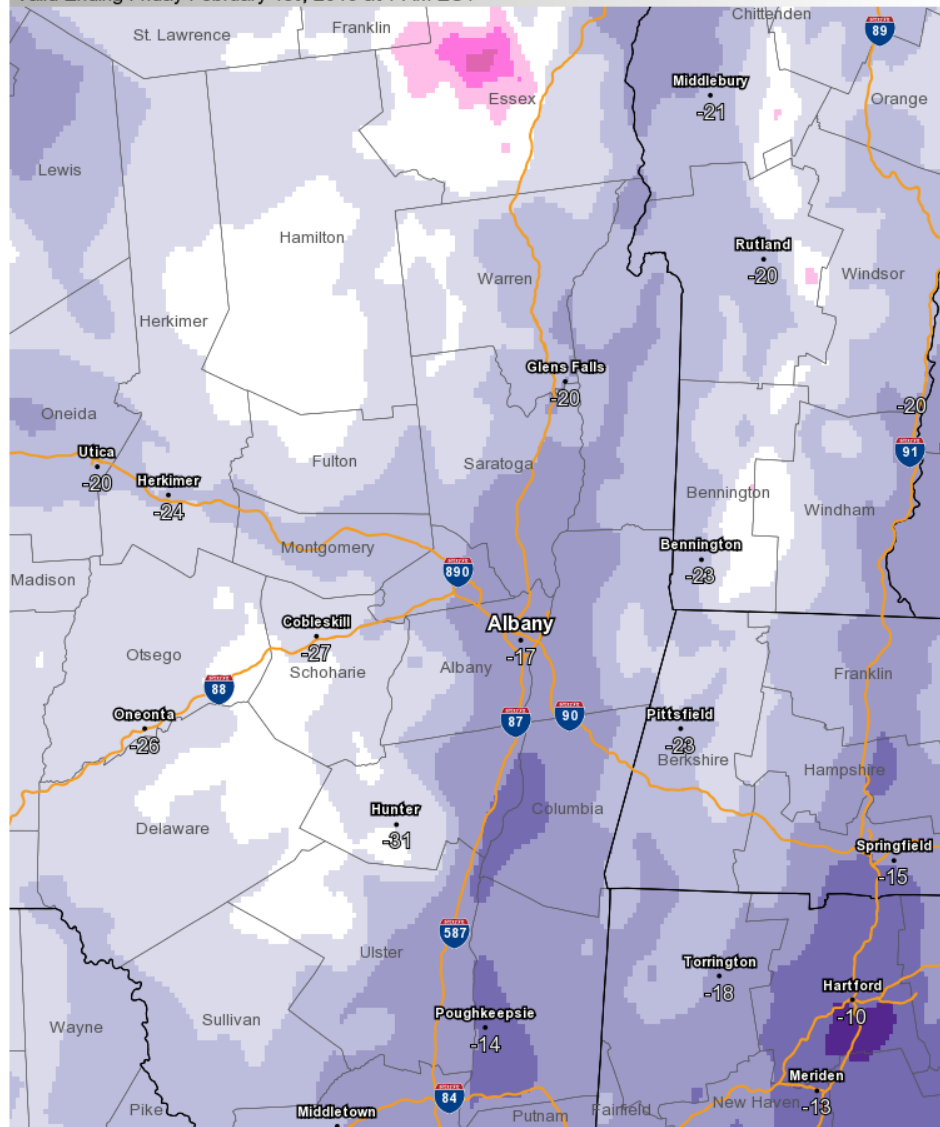 Chittenden
St. Lawrence
Franklin
89
Middlebury
-21
Essex
Orange
Lewis
Hamilton
Rutland
-20
Warren
Windsor
Herkimer
Glens Falls
-20
Oneida
-20
Utica
-20
Fulton
Saratoga
91
Herkimer
-24
Bennington
Windham
Montgomery
Bennington
-23
890
Madison
Cobleskill
-27
Albany
-17
Otsego
Schoharie
Albany
Franklin
88
Oneonta
-26
87
90
Pittsfield
-23
Berkshire
Hampshire
Hunter
-31
Columbia
Delaware
Springfield
-15
587
Ulster
Torrington
-18
Hartford
-10
Wayne
Sullivan
Poughkeepsie
-14
Meriden
-13
84
New Haven
Pike
Middletown
Putnam
Fairfield